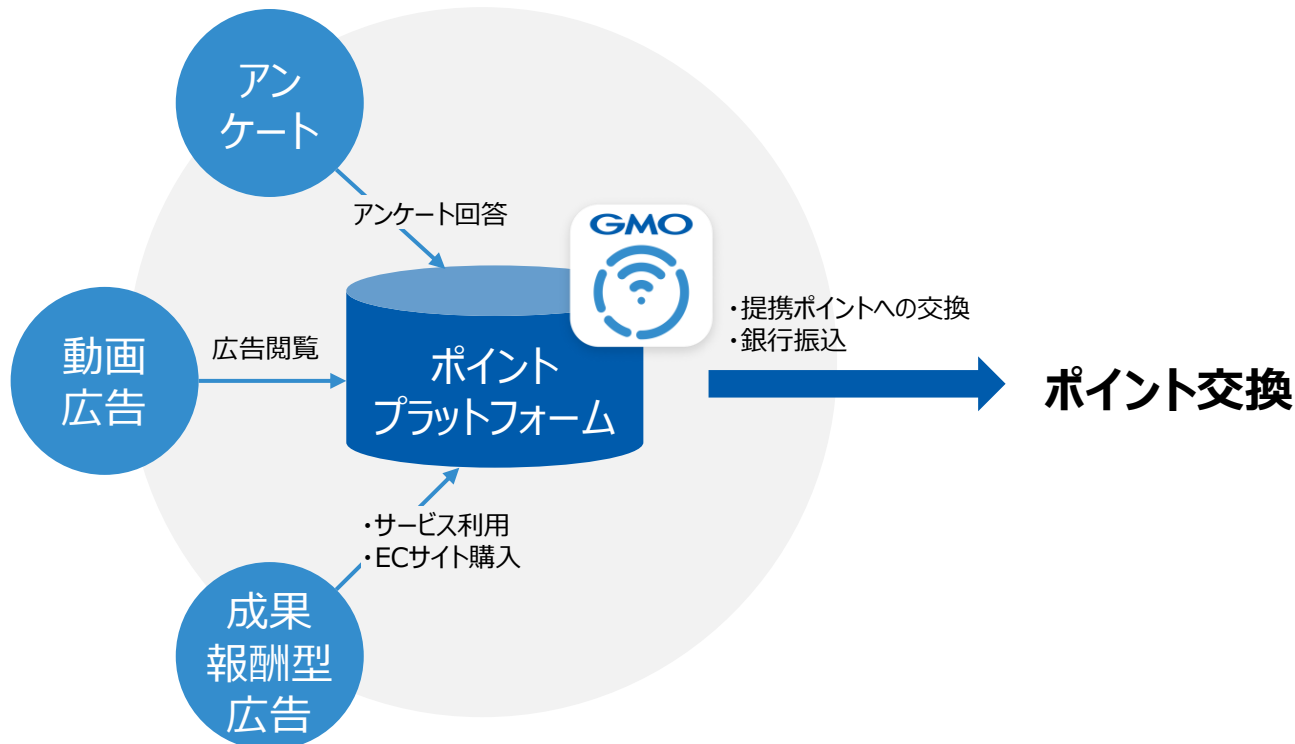 アン
ケート
アンケート回答
GMO
動画
広告
広告閲覧
ポイント
プラットフォーム
・提携ポイントへの交換
・銀行振込
ポイント交換
・サービス利用
・ECサイト購入
成果
報酬型
広告